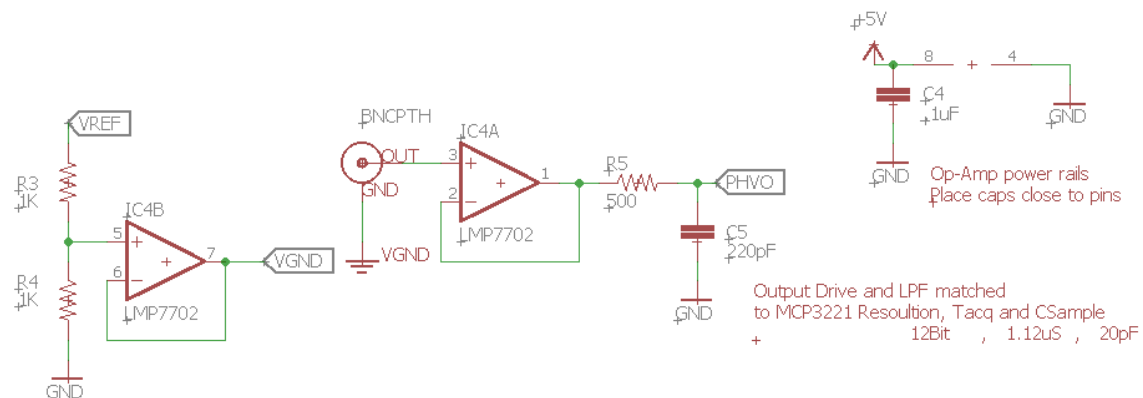 +5V
8
4
C4
1uF
GND
GND
Op-Amp power rails
Place caps close to pins
VREF
R3
1K
R4
1K
IC4B
5
6
7
LMP7702
VGND
GND
BNCPTH
OUT
GND
VGND
IC4A
3
2
1
LMP7702
R5
500
PHVO
C5
220pF
GND
Output Drive and LPF matched
to MCP3221 Resoultion, Tacq and CSample
12Bit , 1.12uS , 20pF